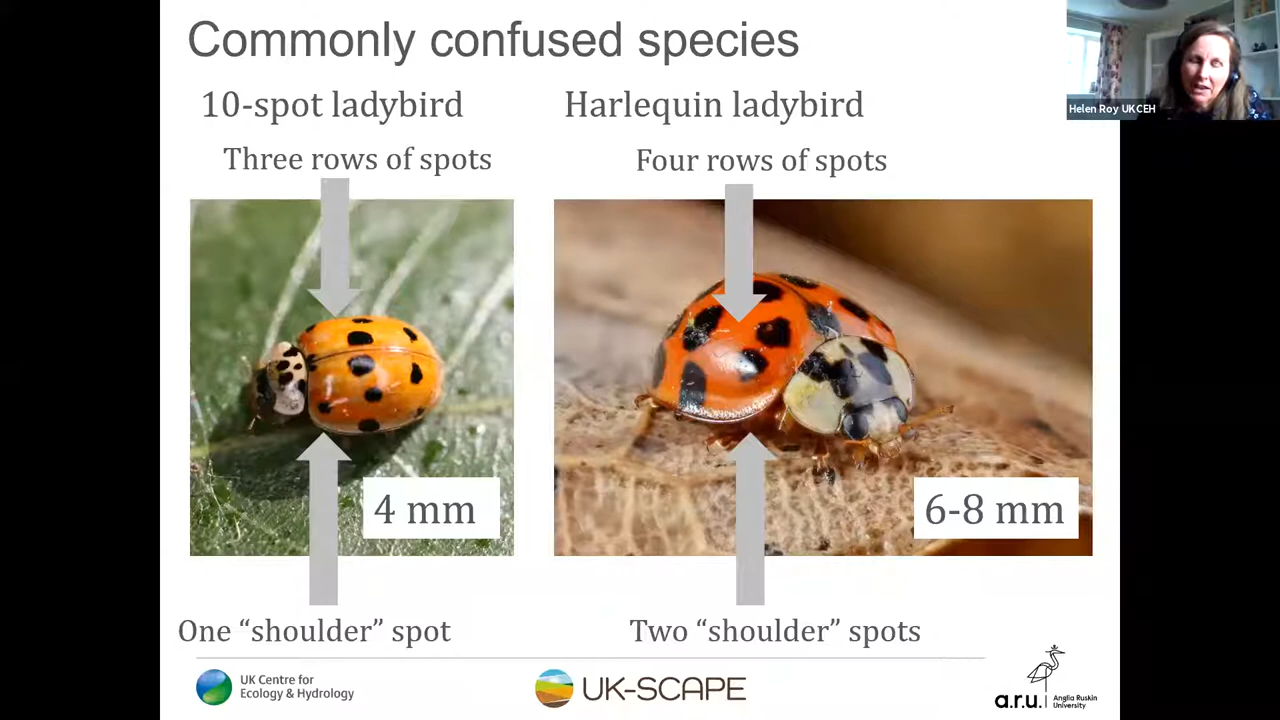 Commonly confused species
10-spot ladybird
Harlequin ladybird
Three rows of spots
Four rows of spots
4 mm
6-8 mm
One “shoulder” spot
Two “shoulder” spots
UK Centre for
Ecology & Hydrology
UK-SCAPE
a.r.u.
Anglia Ruskin
University
Helen Roy UKCEH